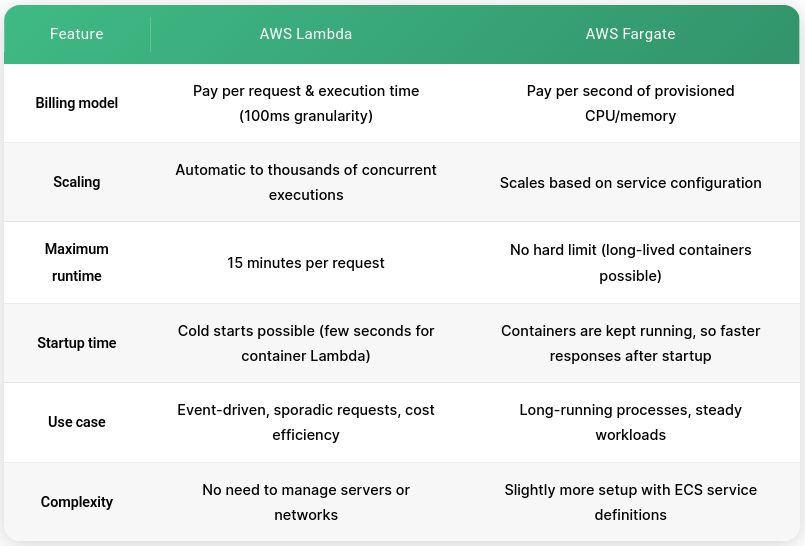 Feature AWS Lambda AWS Fargate
Billing model
Pay per request & execution time
(100ms granularity)
Pay per second of provisioned
CPU/memory
Scaling
Automatic to thousands of concurrent
executions
Scales based on service configuration
Maximum
runtime
15 minutes per request
No hard limit (long-lived containers
possible)
Startup time
Cold starts possible (few seconds for
container Lambda)
Containers are kept running, so faster
responses after startup
Use case
Event-driven, sporadic requests, cost
efficiency
Long-running processes, steady
workloads
Complexity
No need to manage servers or
networks
Slightly more setup with ECS service
definitions